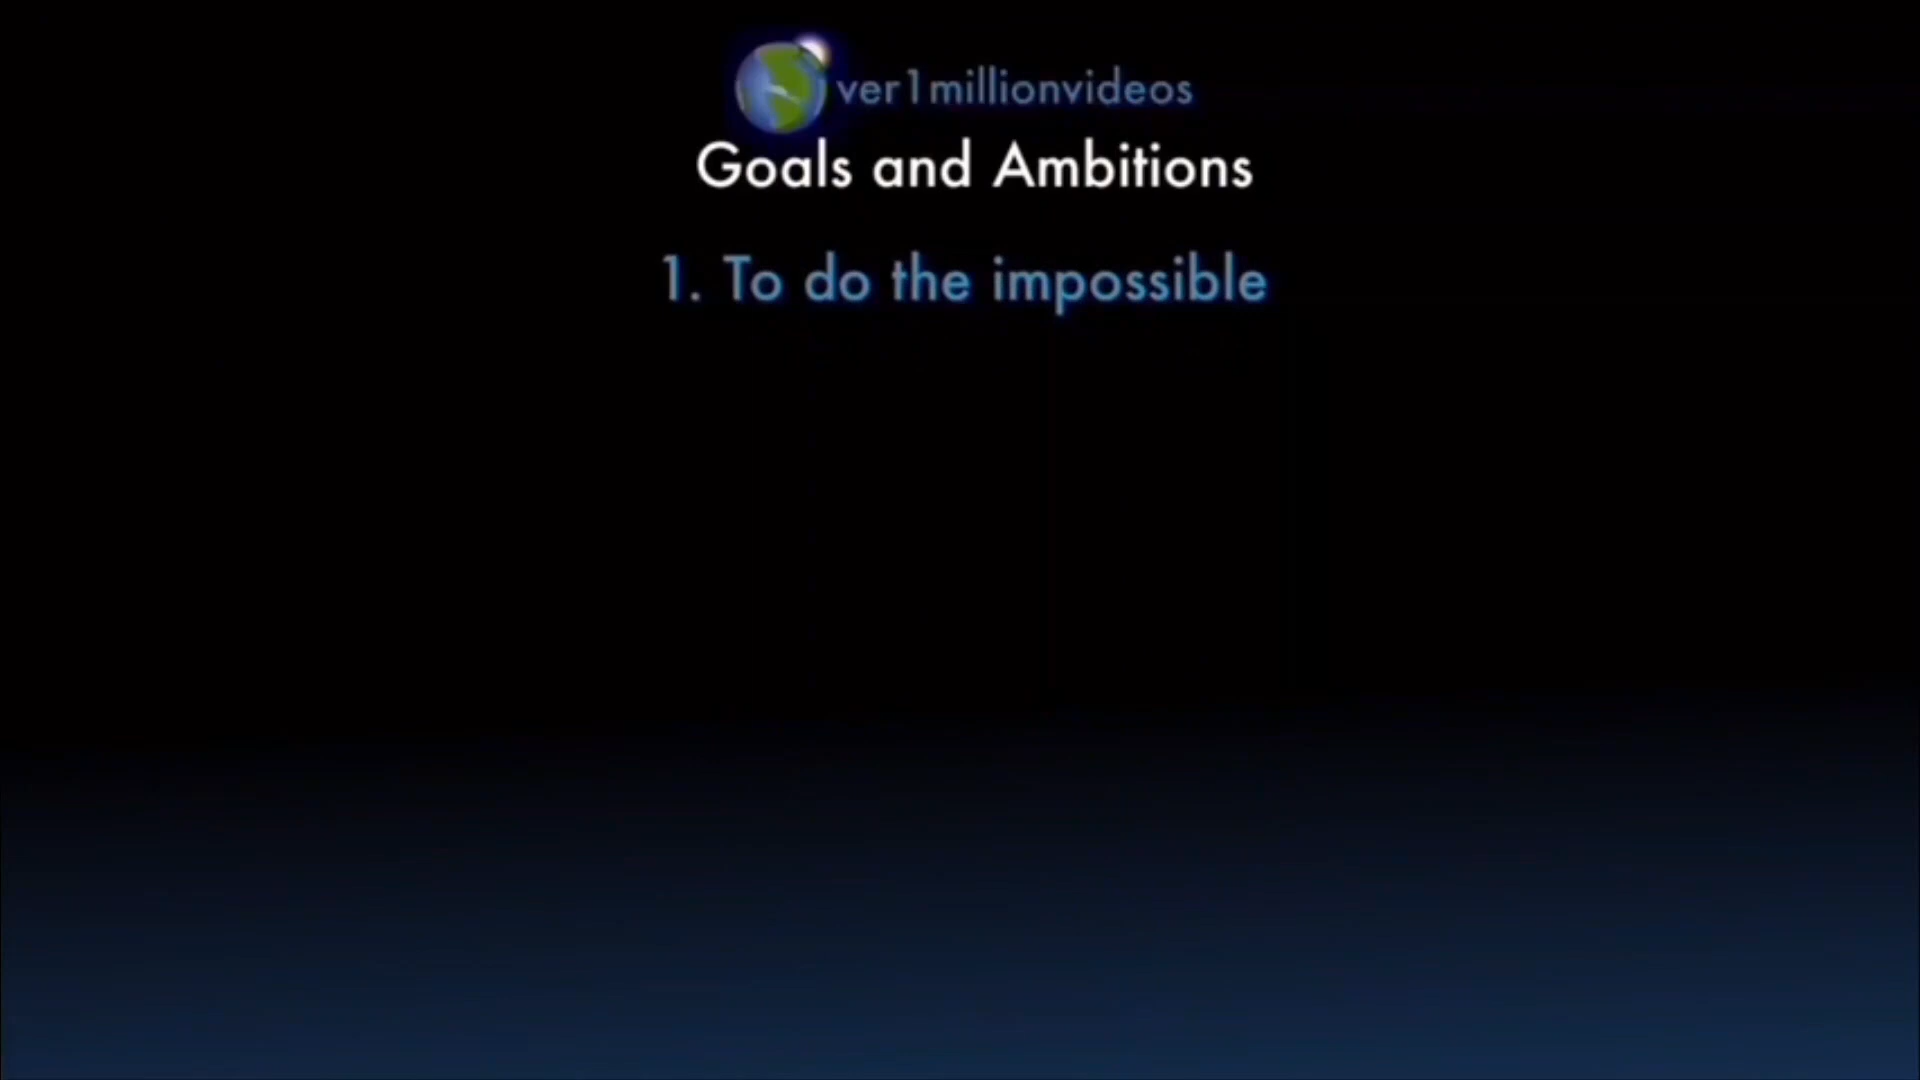 ver1millionvideos
Goals and Ambitions
1. To do the impossible